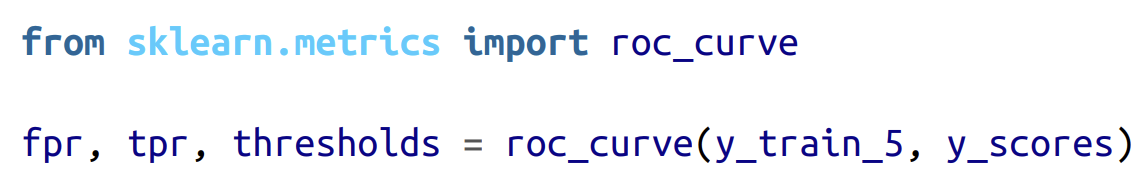 from sklearn.metrics import roc_curve
fpr, tpr, thresholds = roc_curve(y_train_5, y_scores)